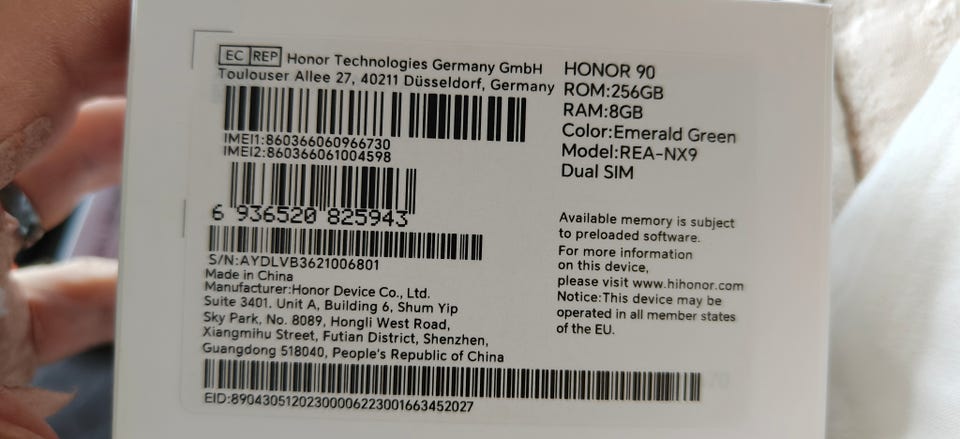 EC REP Honor Technologies Germany GmbH
Toulouser Allee 27, 40211 Düsseldorf, Germany
IMEI1:860366060966730
IMEI2:860366061004598
6 936520 825943
S/N:AYDLVB3621006801
Made in China
Manufacturer:Honor Device Co., Ltd.
Suite 3401, Unit A, Building 6, Shum Yip
Sky Park, No. 8089, Hongli West Road,
Xiangmihu Street, Futian District, Shenzhen,
Guangdong 518040, People's Republic of China
EID:89043051202300006223001663452027
HONOR 90
ROM:256GB
RAM:8GB
Color:Emerald Green
Model:REA-NX9
Dual SIM
Available memory is subject
to preloaded software.
For more information
on this device,
please visit www.hihonor.com
Notice:This device may be
operated in all member states
of the EU.